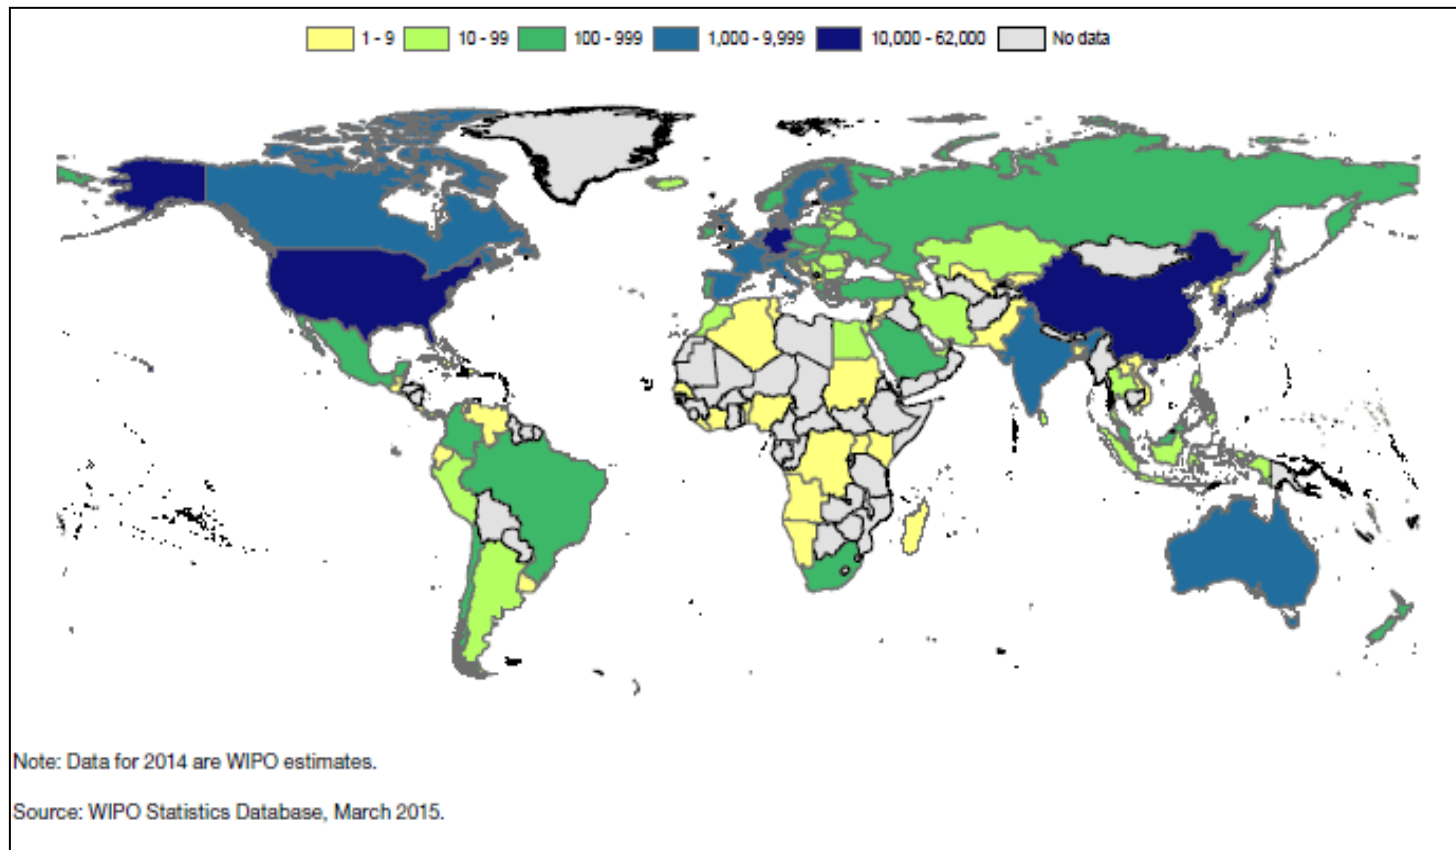 1 - 9 10 - 99 100 - 999 1,000 - 9,999 10,000 - 62,000 No data
Note: Data for 2014 are WIPO estimates.
Source: WIPO Statistics Database, March 2015.